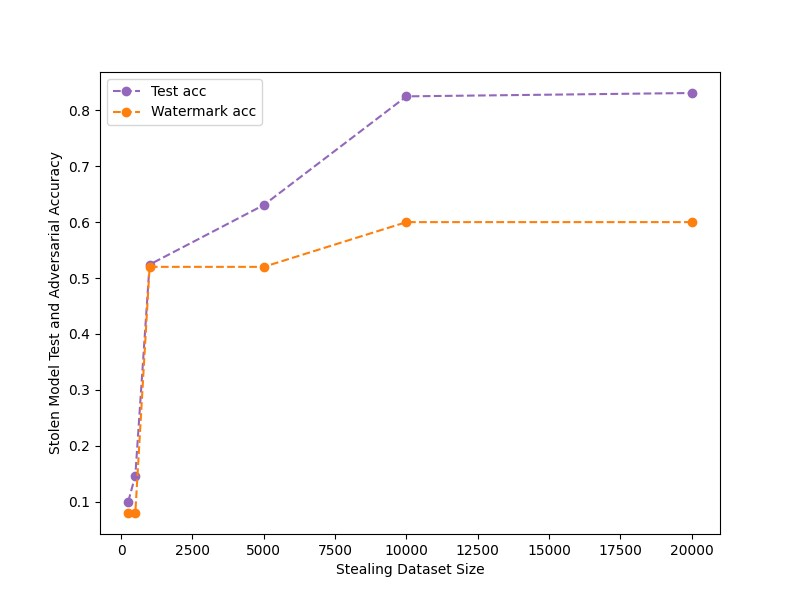 Test acc
Watermark acc
Stolen Model Test and Adversarial Accuracy
0.8
0.7
0.6
0.5
0.4
0.3
0.2
0.1
0 2500 5000 7500 10000 12500 15000 17500 20000
Stealing Dataset Size